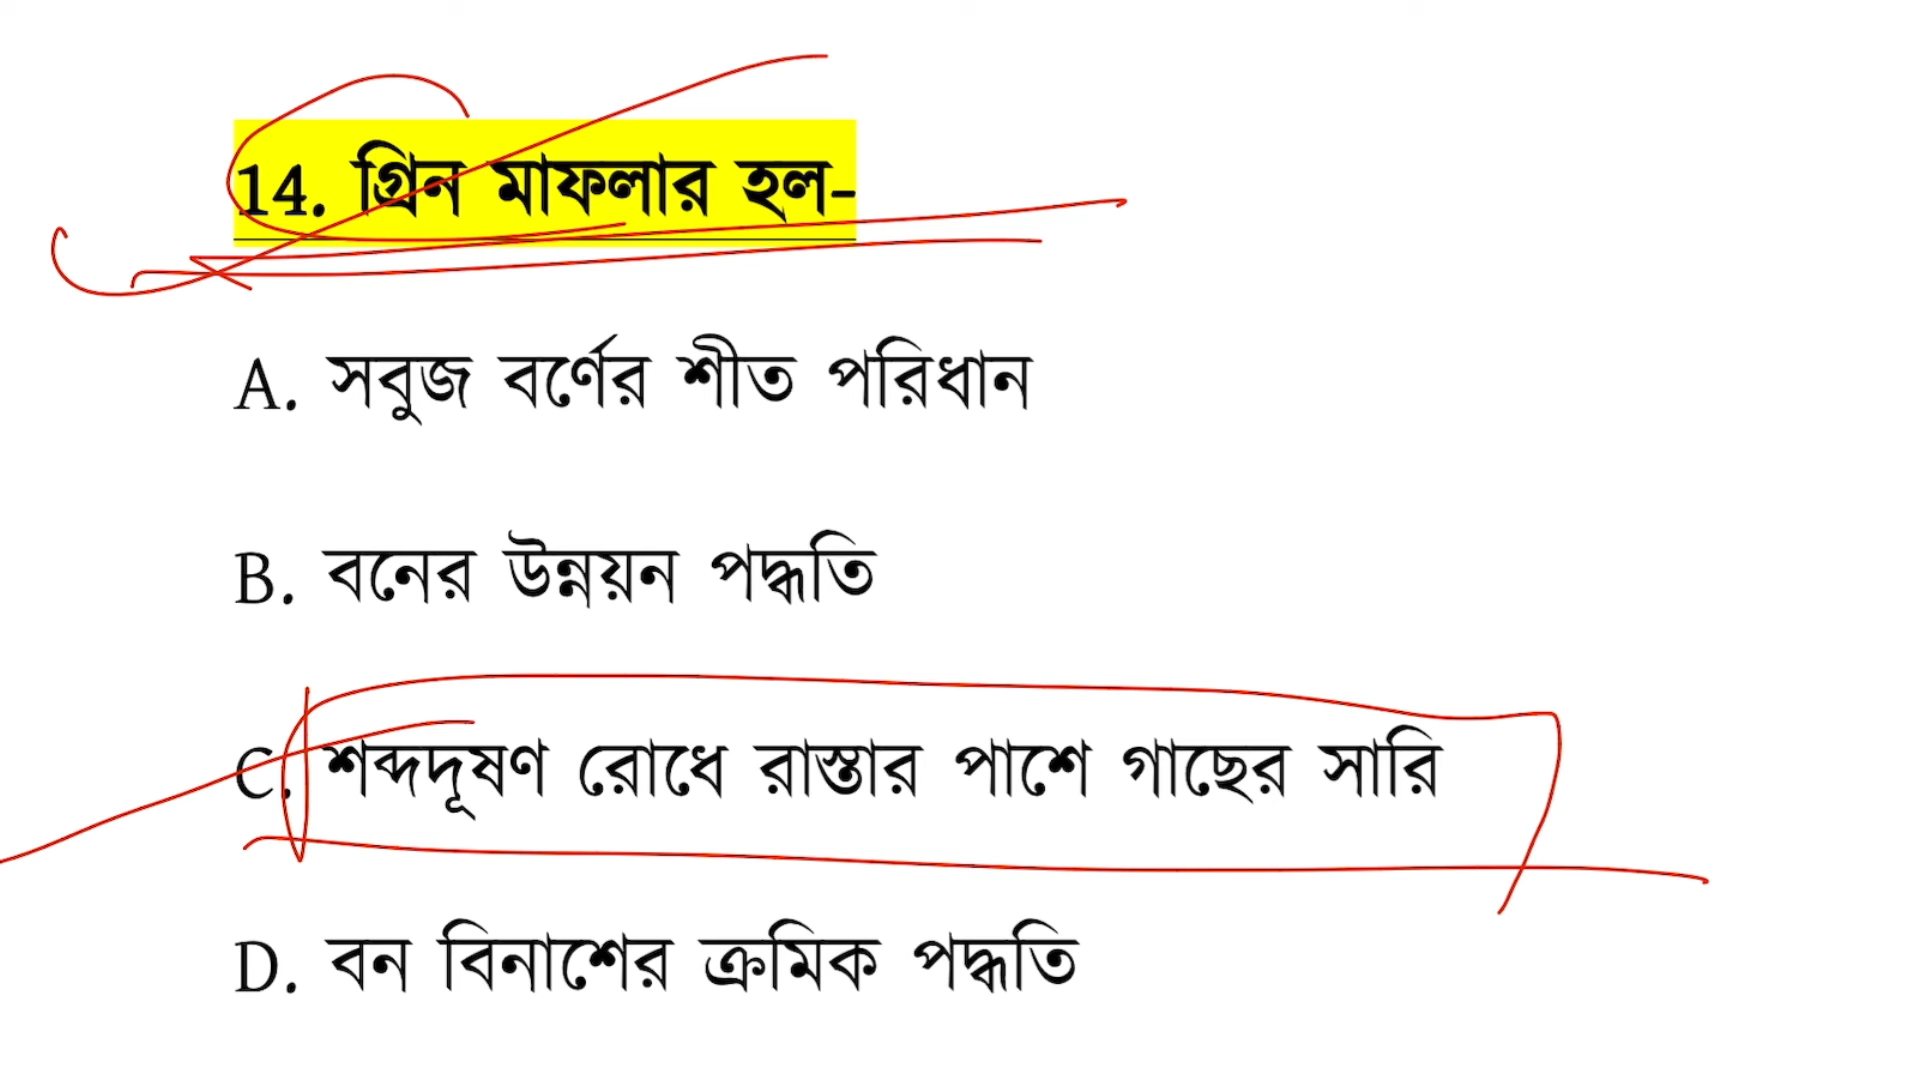 14. গ্রিন মাফলার হল-
A. সবুজ বর্ণের শীত পরিধান
B. বনের উন্নয়ন পদ্ধতি
C. শব্দদূষণ রোধে রাস্তার পাশে গাছের সারি
D. বন বিনাশের ক্রমিক পদ্ধতি